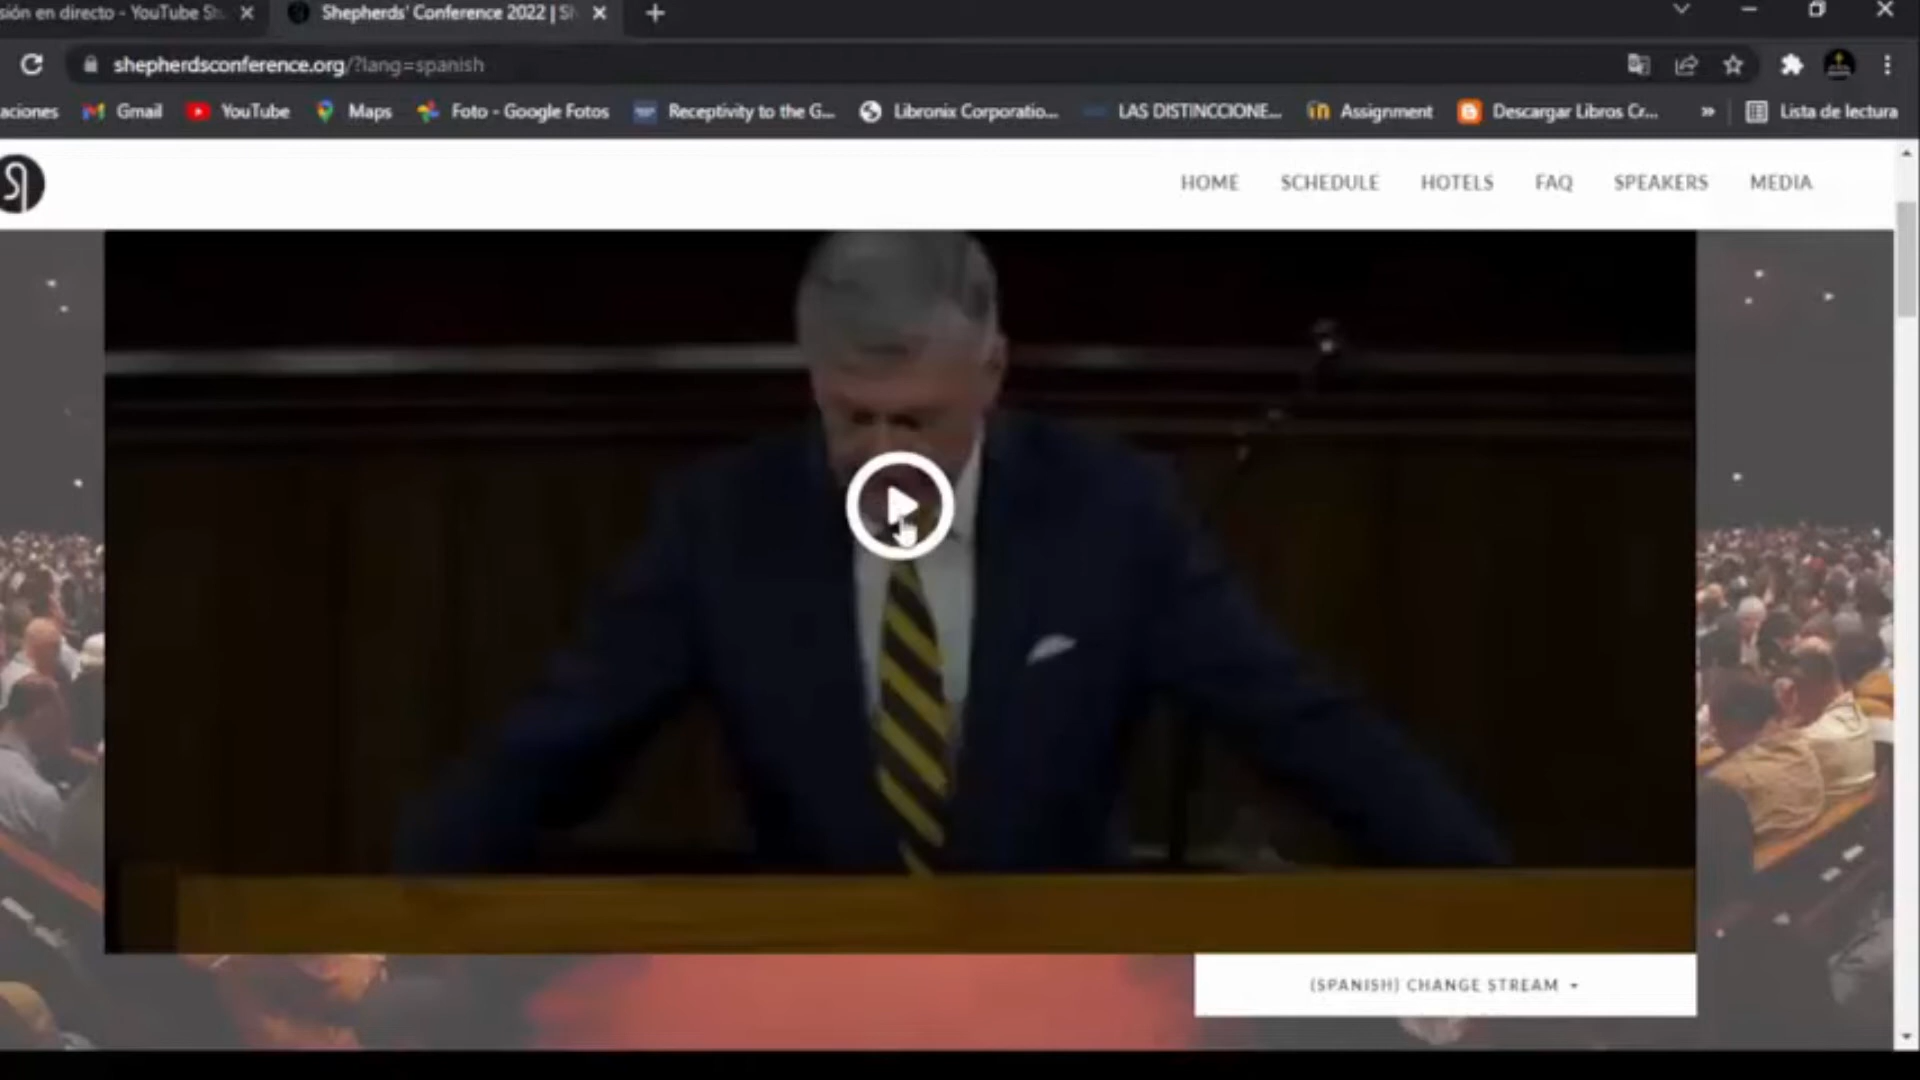 sión en directo - YouTube St
Shepherds' Conference 2022 | Sh
shepherdsconference.org/?lang=spanish
aciones
Gmail
YouTube
Maps
Foto - Google Fotos
Receptivity to the G...
Libronix Corporatio...
LAS DISTINCCIONE...
Assignment
Descargar Libros Cr...
»
Lista de lectura
HOME
SCHEDULE
HOTELS
FAQ
SPEAKERS
MEDIA
(SPANISH) CHANGE STREAM